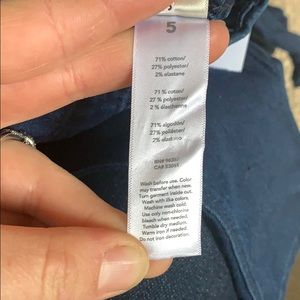 5
71% cotton/
27% polyester/
2% elastane
71 % cotton/
27 % polyester/
2 % élasthanne
71% algodón/
27% poliéster/
2% elastano
Wash before use. Color
may transfer when new.
Turn garment inside out.
Wash with like colors.
Machine wash cold.
Use only non-chlorine
bleach when needed.
Tumble dry medium.
Warm iron if needed.
Do not iron decoration.